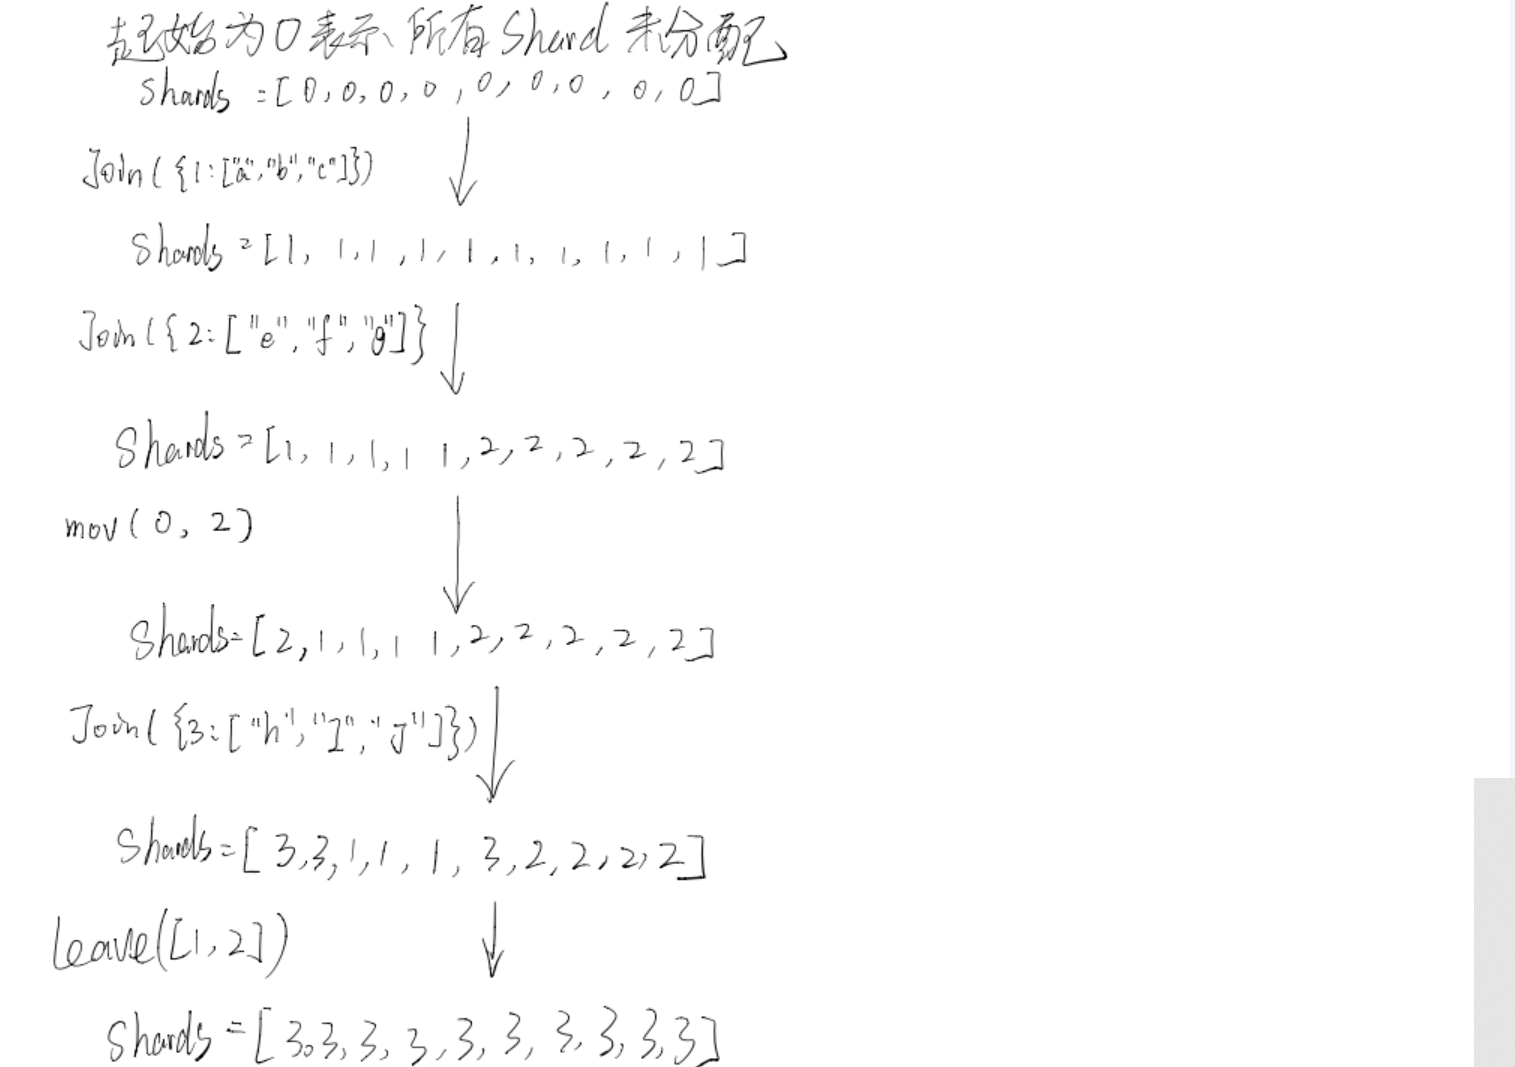 起始为0表示、所有Shard未分配
Shards = [0,0,0,0,0,0,0,0,0]
Join({1:["a","b","c"]})
Shards = [1, 1,1,1,1,1,1,1,1,1,1]
Join({2:["e","f","g"]}
Shards = [1,1,1,1 1,2,2,2,2,2]
mov(0,2)
Shards=[2,1,1,1 1,2,2,2,2,2]
Join({3:["h","I","J"]})
Shards=[3,3,1,1,1,3,2,2,2,2]
leave([1,2])
Shards=[3.3,3,3,3,3,3,3,3,3]